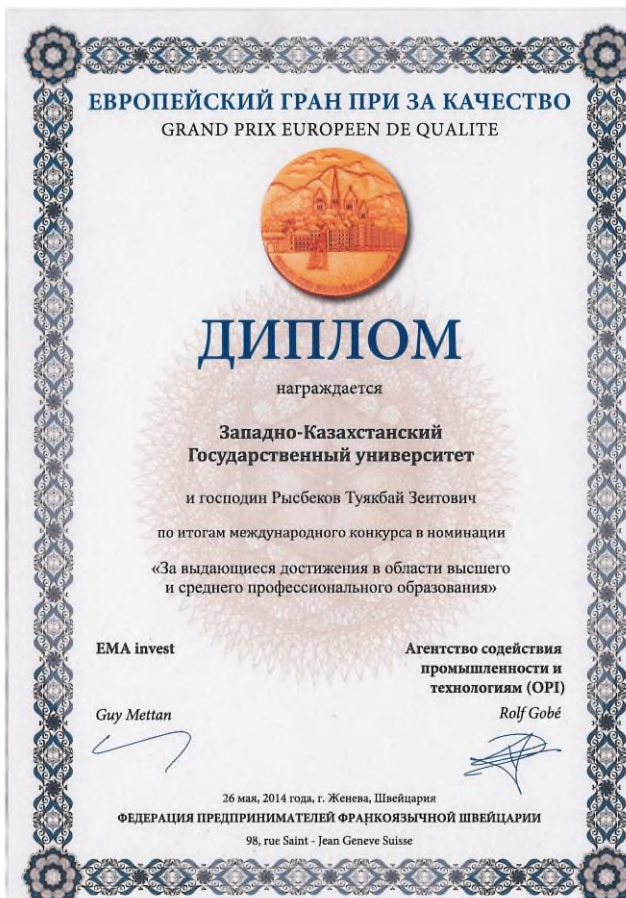 ЕВРОПЕЙСКИЙ ГРАН ПРИ ЗА КАЧЕСТВО
GRAND PRIX EUROPEEN DE QUALITE
ДИПЛОМ
награждается
Западно-Казахстанский
Государственный университет
и господин Рысбеков Туякбай Зеитович
по итогам международного конкурса в номинации
«За выдающиеся достижения в области высшего
и среднего профессионального образования»
EMA invest
Агентство содействия
промышленности и
технологиям (OPI)
Guy Mettan
Rolf Gobé
26 мая, 2014 года, г. Женева, Швейцария
ФЕДЕРАЦИЯ ПРЕДПРИНИМАТЕЛЕЙ ФРАНКОЯЗЫЧНОЙ ШВЕЙЦАРИИ
98, rue Saint - Jean Geneve Suisse